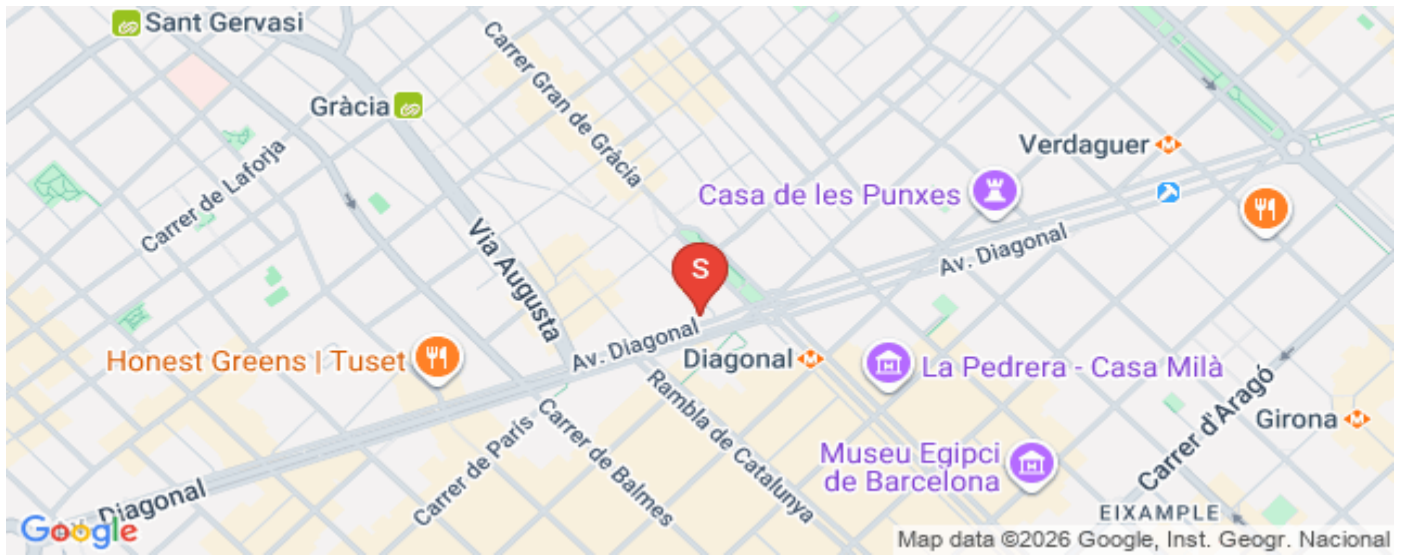 Sant Gervasi
Gràcia
Carrer Gran de Gràcia
Verdaguer
Carrer de Laforja
Casa de les Punxes
Via Augusta
Av. Diagonal
S
Av. Diagonal
Honest Greens | Tuset
Diagonal
La Pedrera - Casa Milà
Rambla de Catalunya
Carrer d'Aragó
Girona
Carrer de París
Carrer de Balmes
Museu Egipci
de Barcelona
Diagonal
EIXAMPLE
Google
Map data ©2026 Google, Inst. Geogr. Nacional